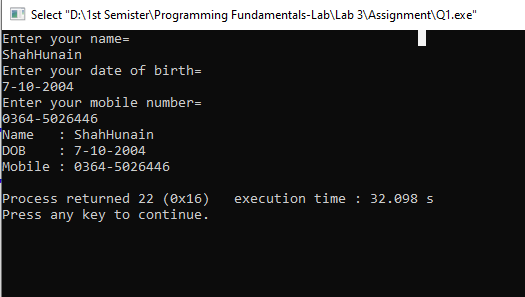 Select "D:\1st Semister\Programming Fundamentals-Lab\Lab 3\Assignment\Q1.exe"
Enter your name=
ShahHunain
Enter your date of birth=
7-10-2004
Enter your mobile number=
0364-5026446
Name   : ShahHunain
DOB    : 7-10-2004
Mobile : 0364-5026446
Process returned 22 (0x16)   execution time : 32.098 s
Press any key to continue.